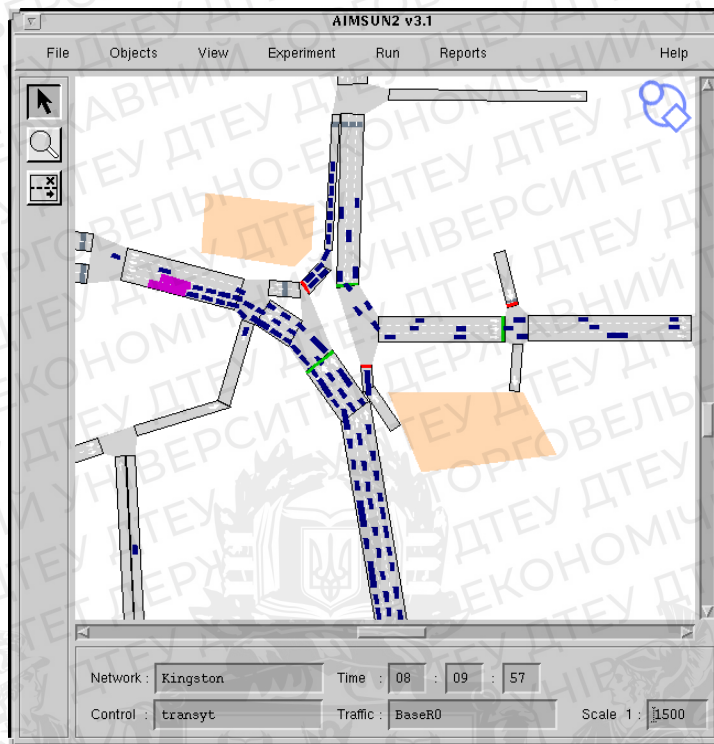 AIMSUN2 v3.1
File Objects View Experiment Run Reports Help
Network : Kingston Time : 08 : 09 : 57
Control : transyt Traffic : BaseR0 Scale 1 : 1500